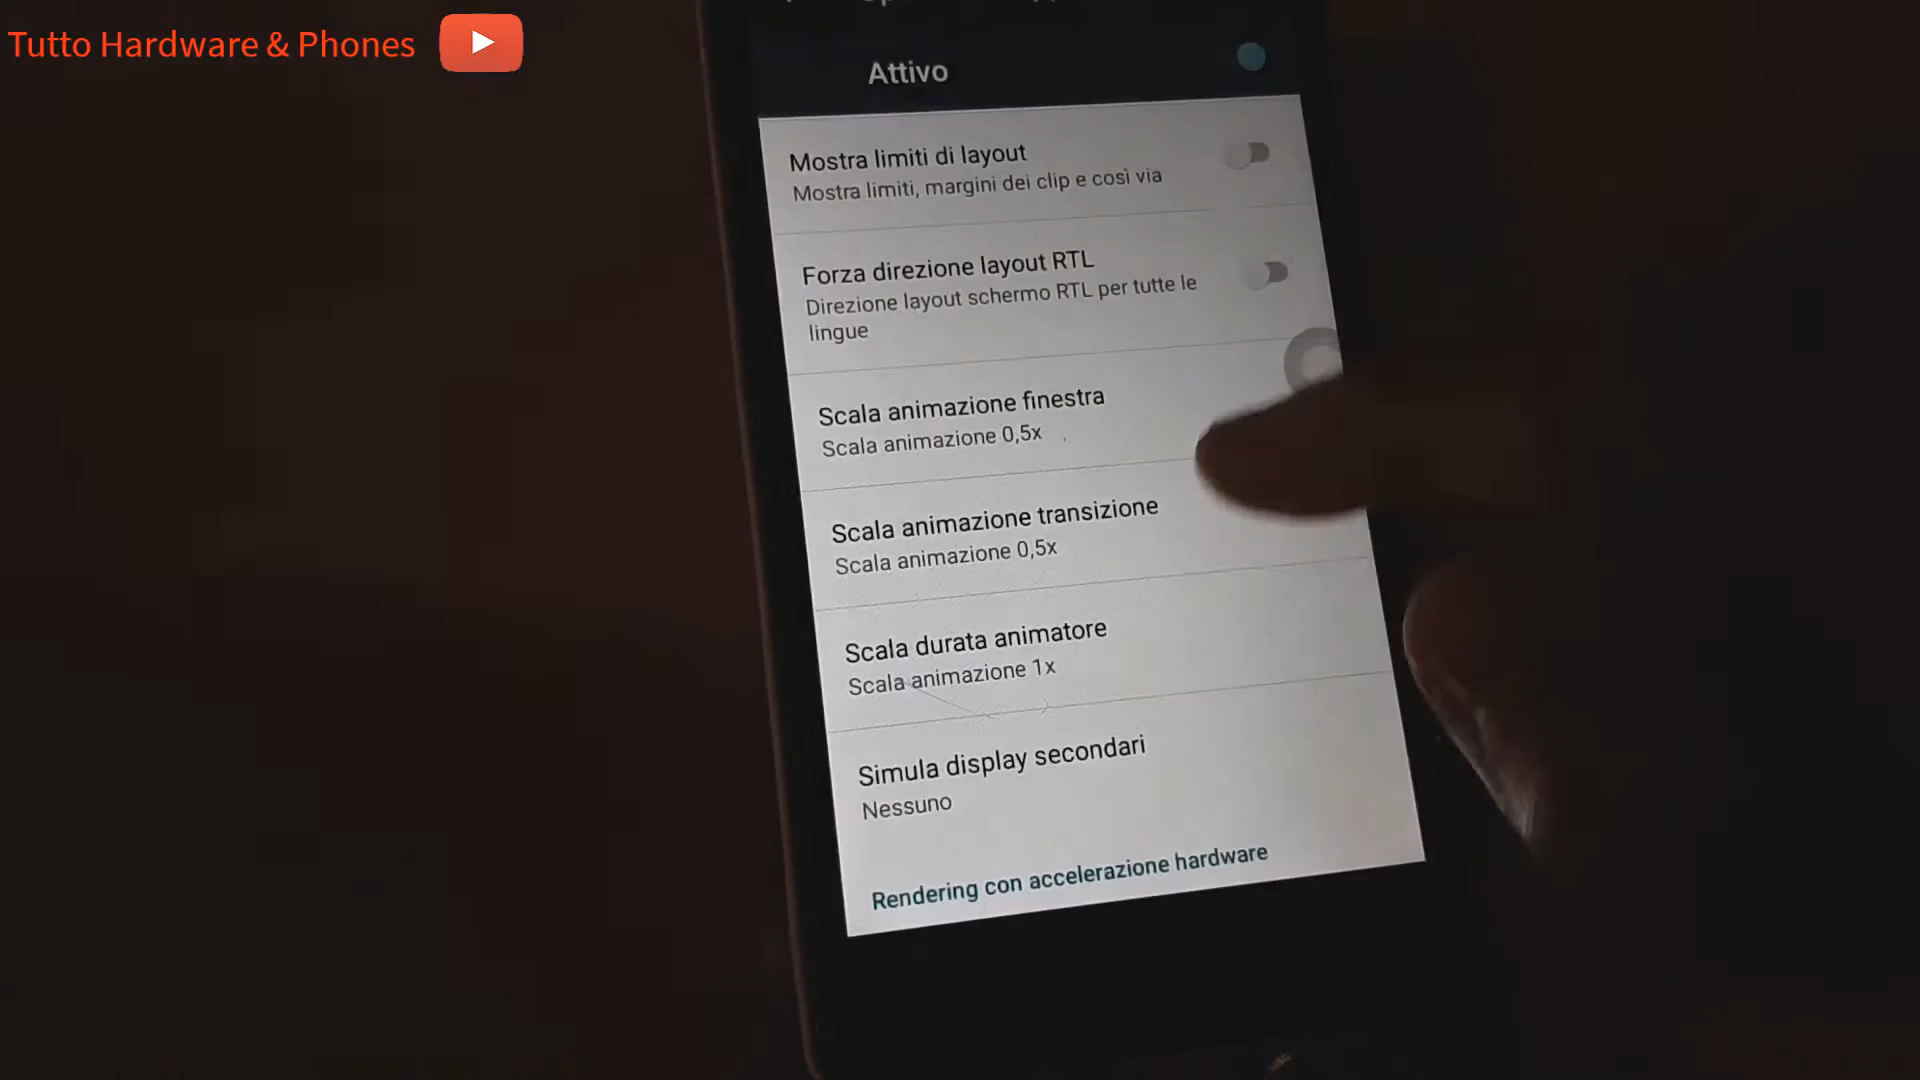 Tutto Hardware & Phones
Attivo
Mostra limiti di layout
Mostra limiti, margini dei clip e così via
Forza direzione layout RTL
Direzione layout schermo RTL per tutte le
lingue
Scala animazione finestra
Scala animazione 0,5x
Scala animazione transizione
Scala animazione 0,5x
Scala durata animatore
Scala animazione 1x
Simula display secondari
Nessuno
Rendering con accelerazione hardware